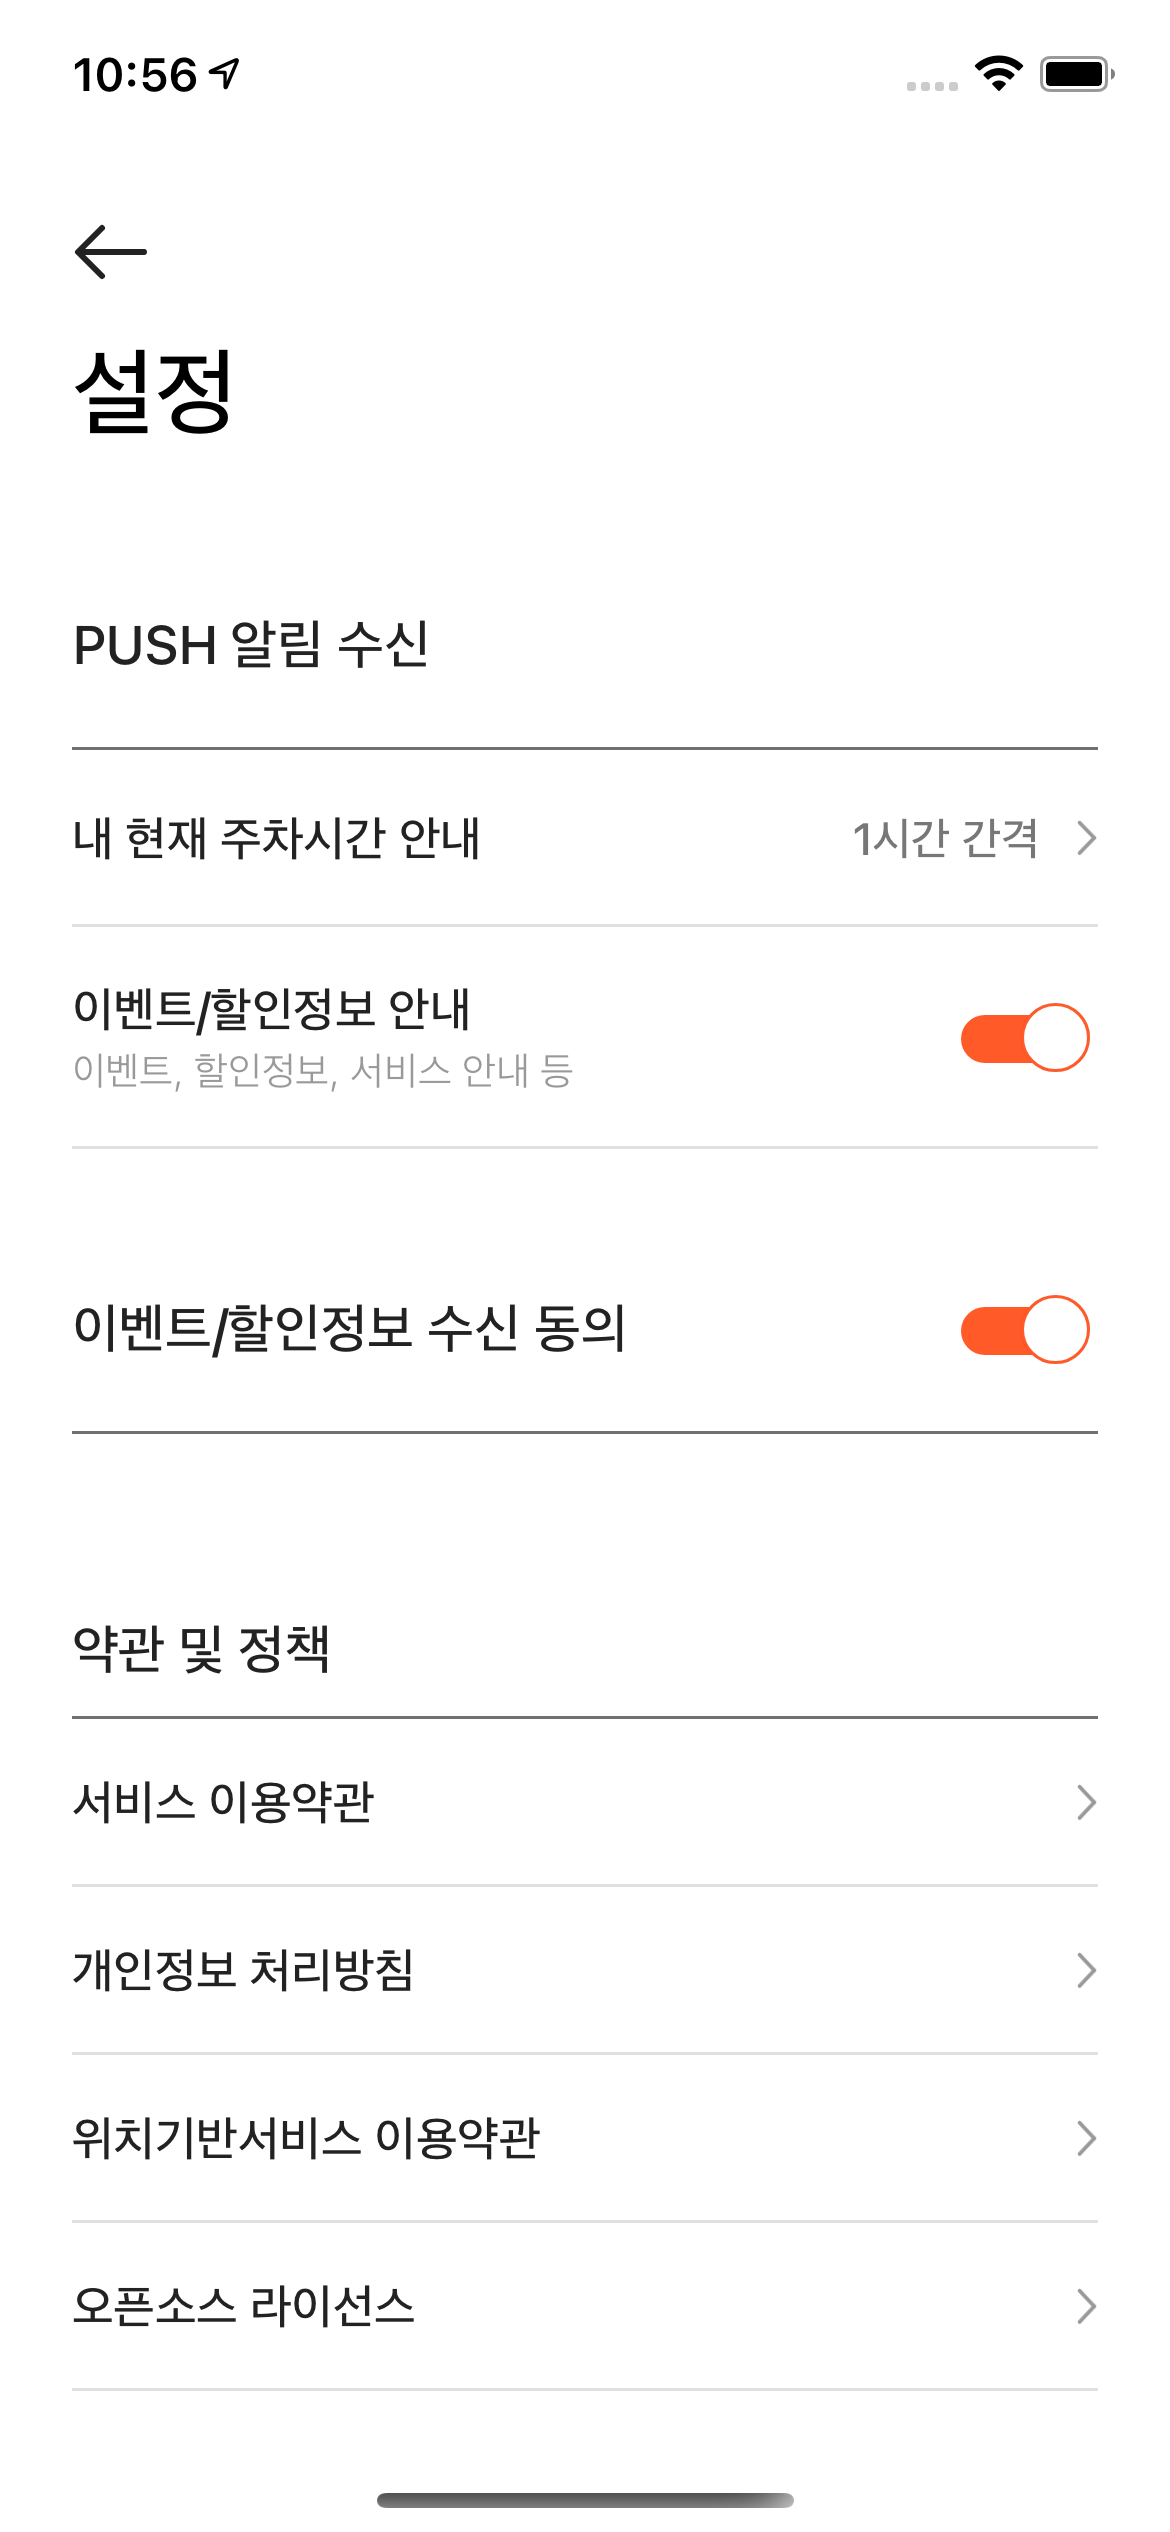 10:56
설정
PUSH 알림 수신
내 현재 주차시간 안내 1시간 간격
이벤트/할인정보 안내
이벤트, 할인정보, 서비스 안내 등
이벤트/할인정보 수신 동의
약관 및 정책
서비스 이용약관
개인정보 처리방침
위치기반서비스 이용약관
오픈소스 라이선스